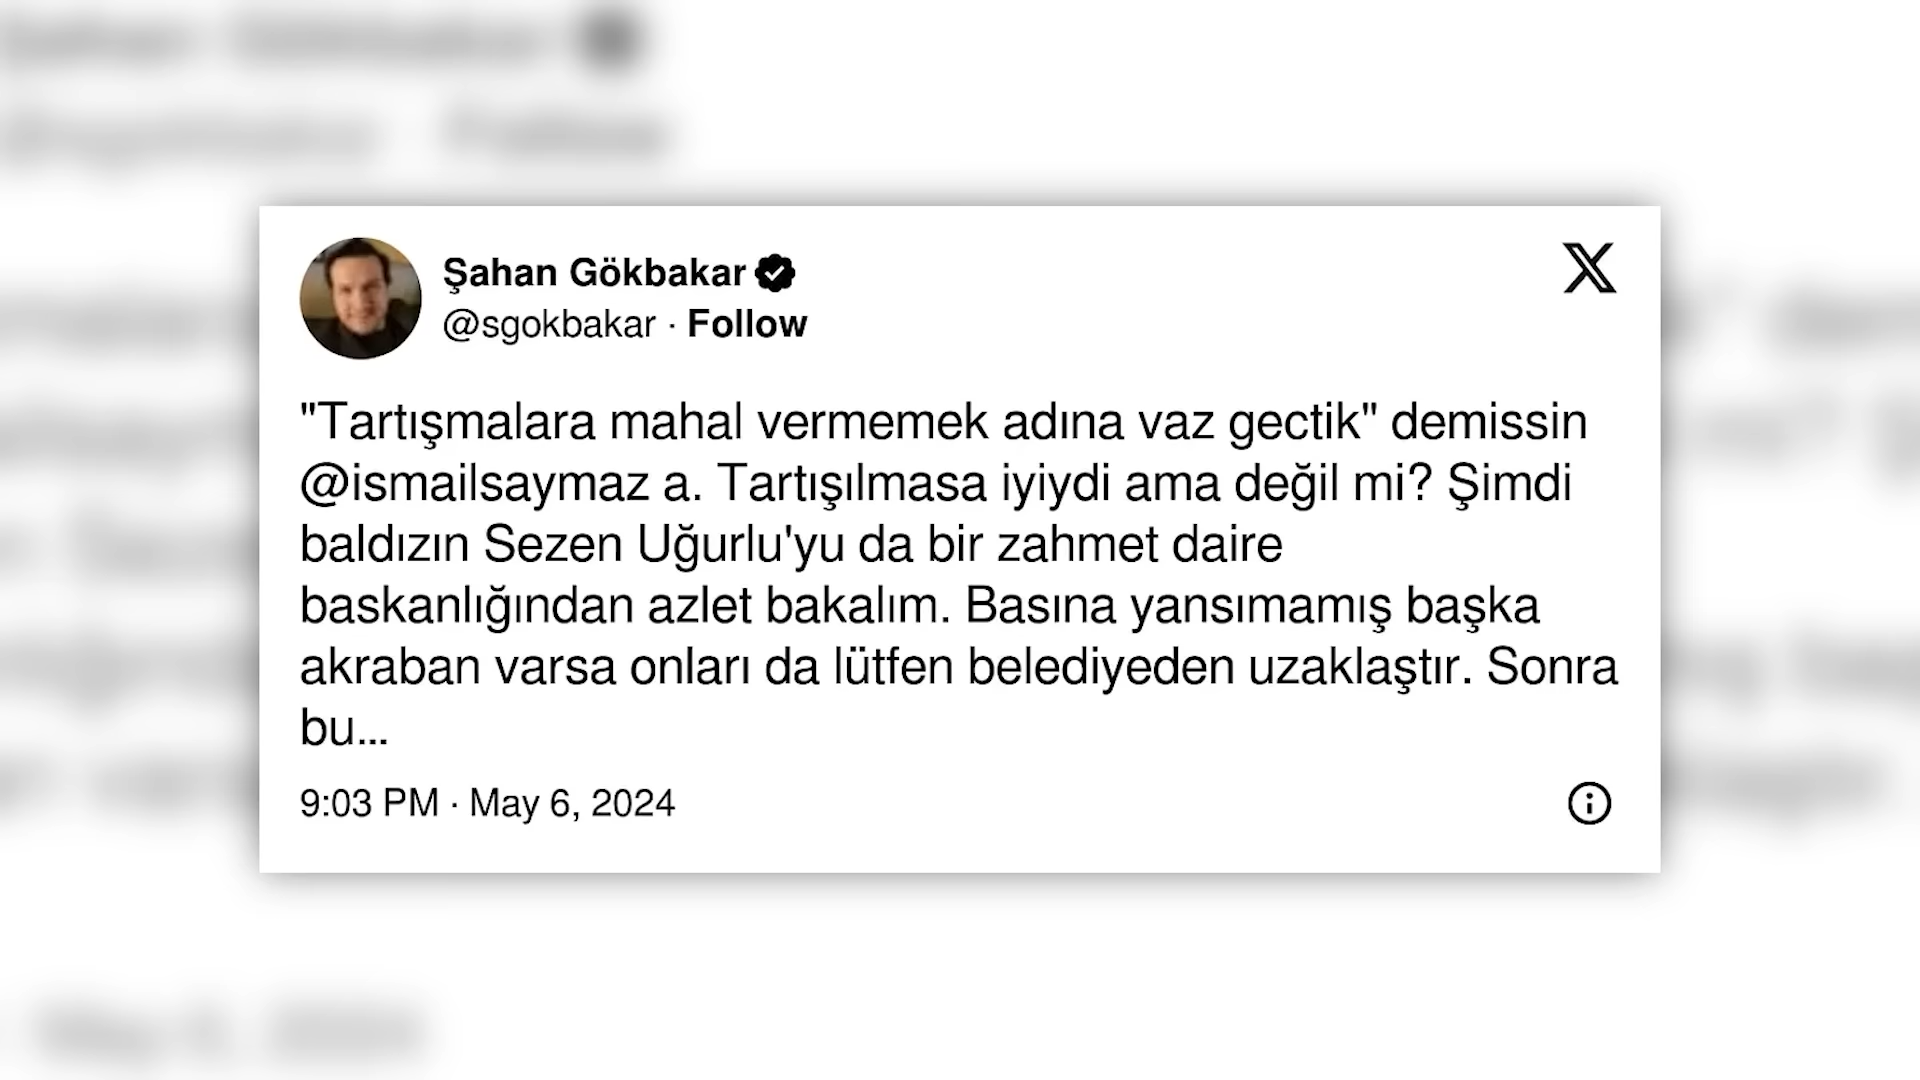 Şahan Gökbakar
@sgokbakar · Follow
"Tartışmalara mahal vermemek adına vaz gectik" demissin
@ismailsaymaz a. Tartışılmasa iyiydi ama değil mi? Şimdi
baldızın Sezen Uğurlu'yu da bir zahmet daire
baskanlığından azlet bakalım. Basına yansımamış başka
akraban varsa onları da lütfen belediyeden uzaklaştır. Sonra
bu...
9:03 PM · May 6, 2024